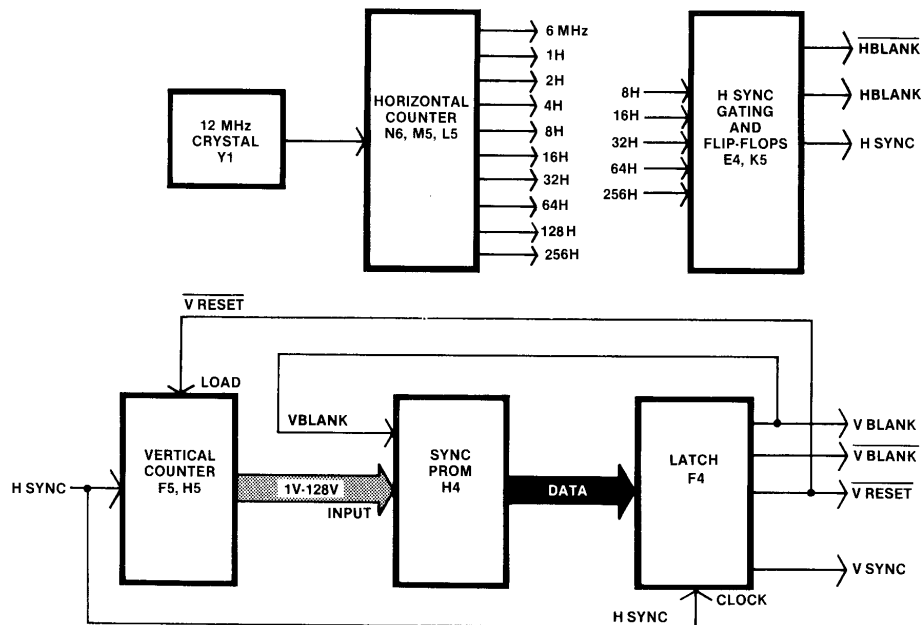 12 MHz
CRYSTAL
Y1
HORIZONTAL
COUNTER
N6, M5, L5
6 MHz
1H
2H
4H
8H
16H
32H
64H
128H
256H
8H
16H
32H
64H
256H
H SYNC
GATING
AND
FLIP-FLOPS
E4, K5
HBLANK
HBLANK
H SYNC
V RESET
LOAD
VBLANK
H SYNC
VERTICAL
COUNTER
F5, H5
1V-128V
INPUT
SYNC
PROM
H4
DATA
LATCH
F4
V BLANK
V BLANK
V RESET
V SYNC
H SYNC
CLOCK